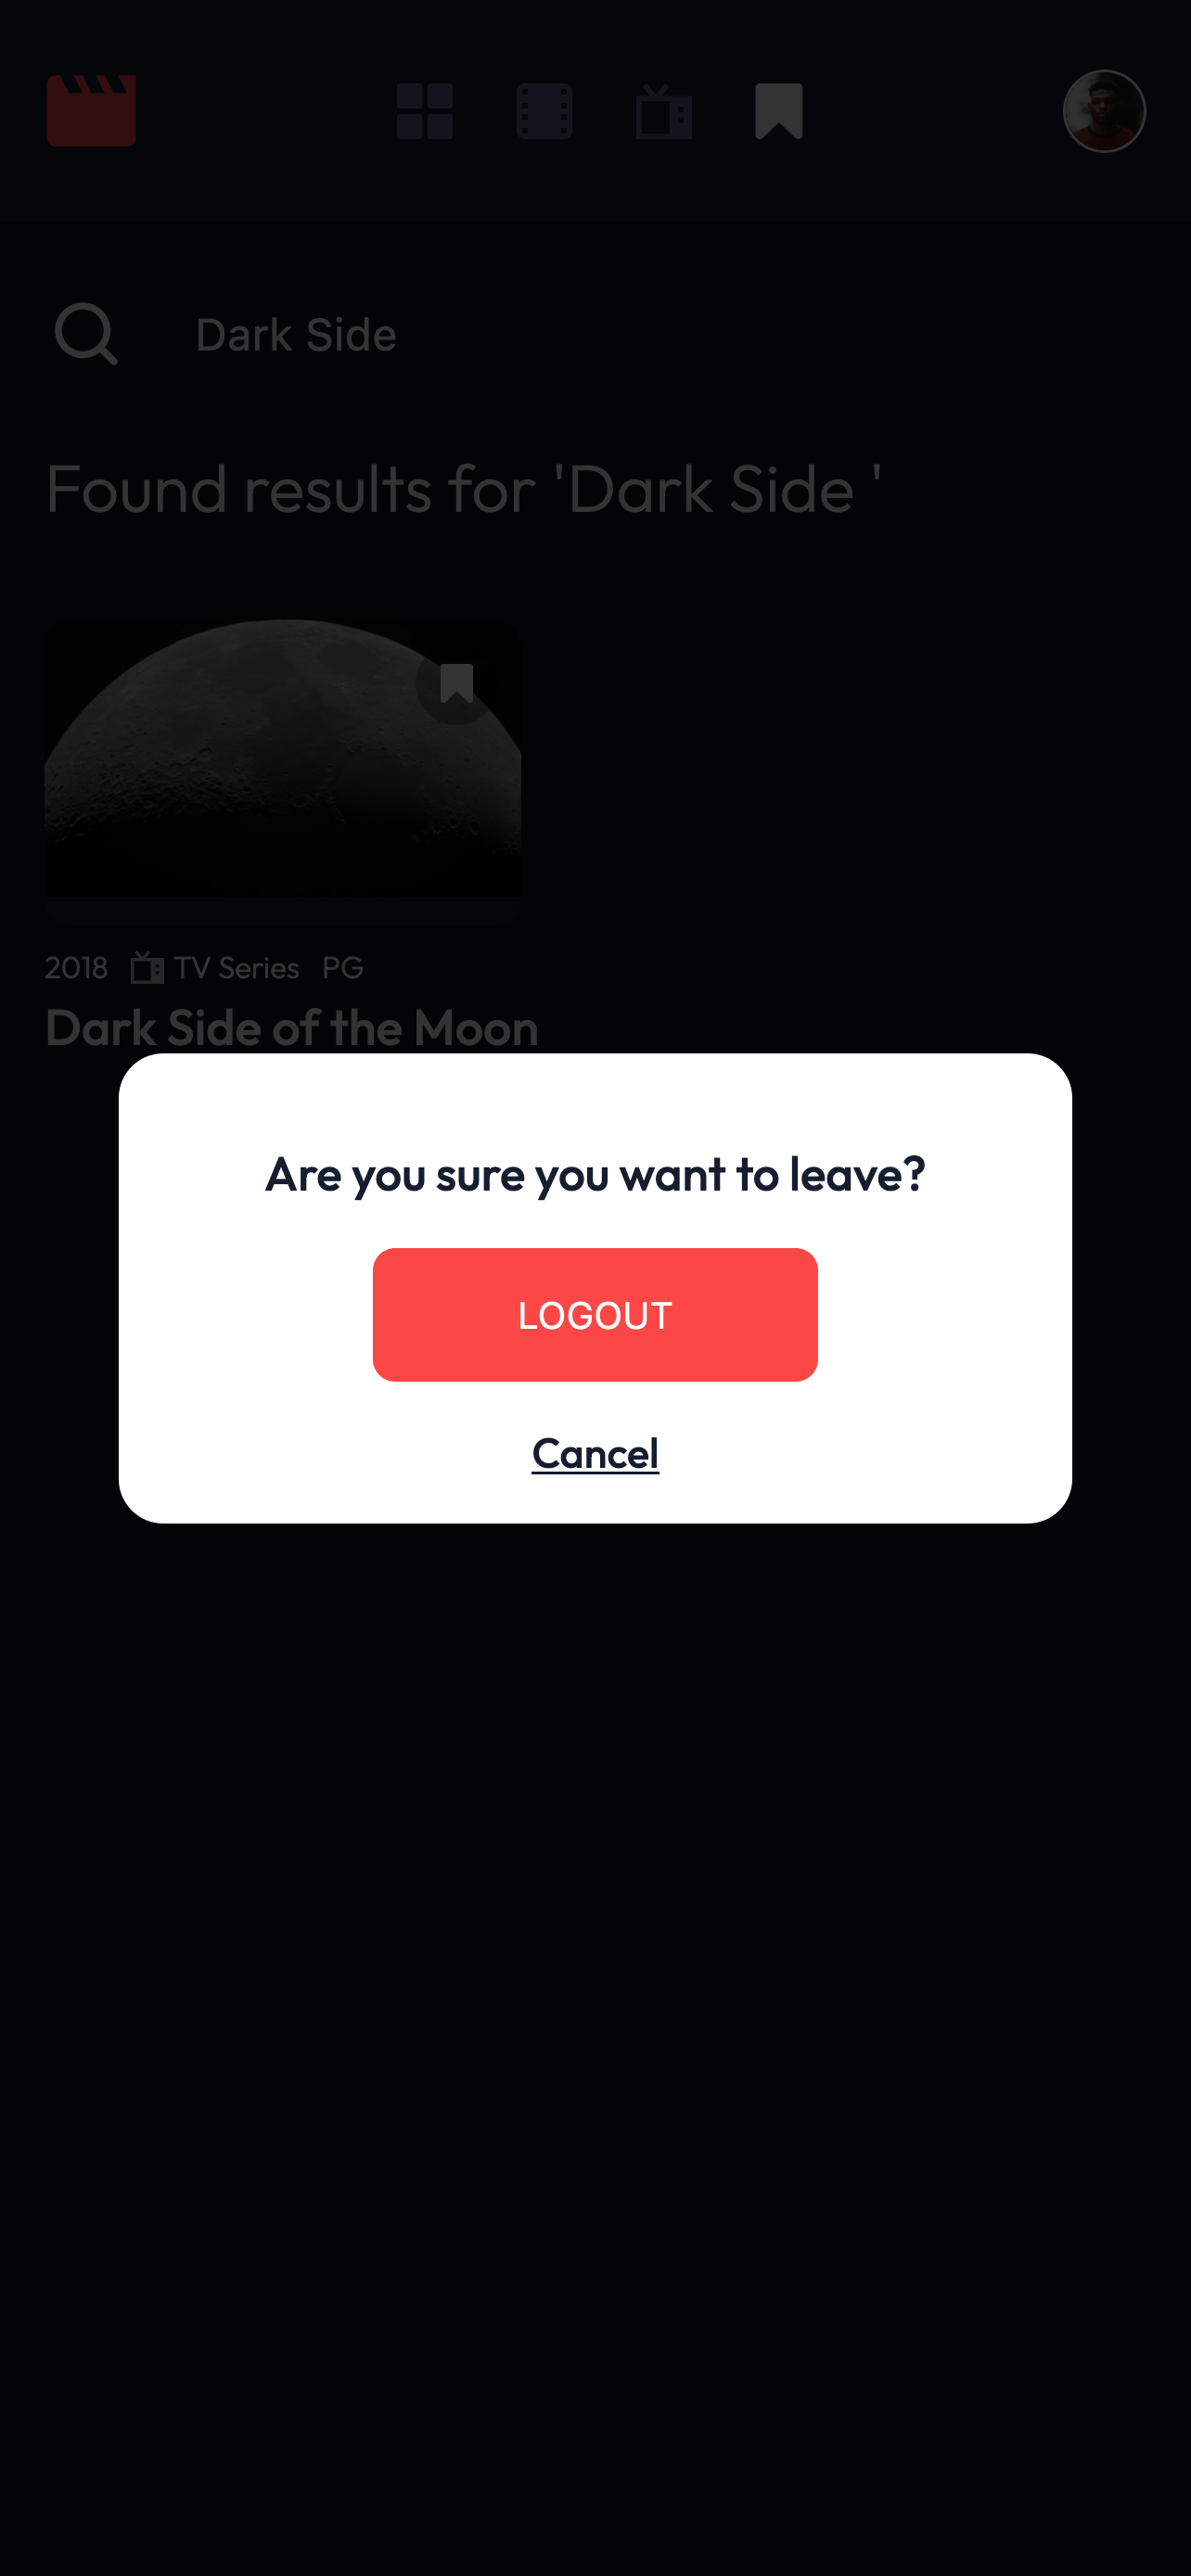 Dark Side
Found results for 'Dark Side '
2018 TV Series PG
Dark Side of the Moon
Are you sure you want to leave?
LOGOUT
Cancel